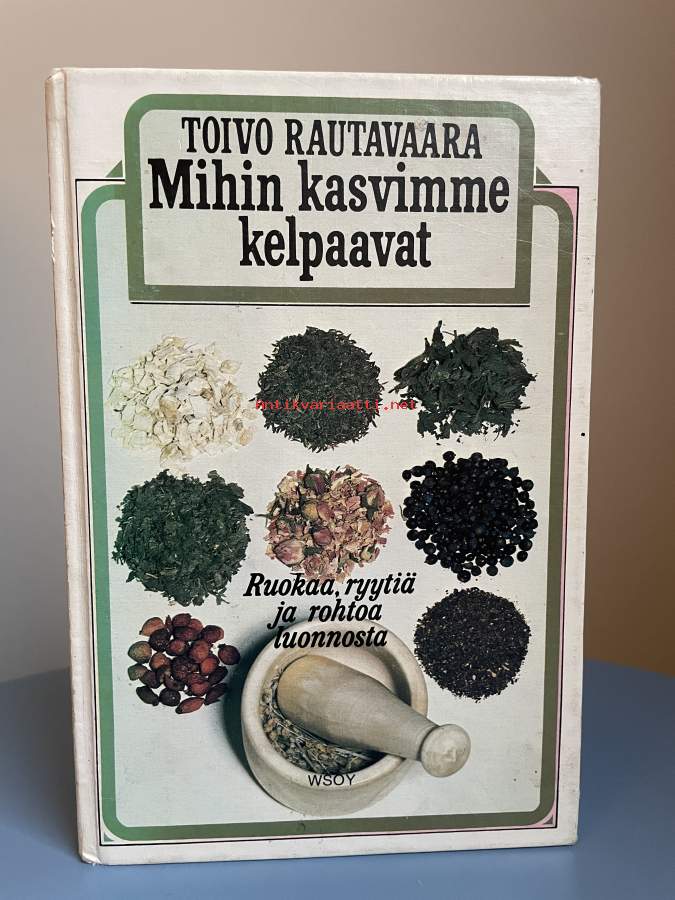 TOIVO RAUTAVAARA
Mihin kasvimme
kelpaavat
Antikvariaatti.net
Ruokaa, ryytiä
ja rohtoa
luonnosta
WSOY